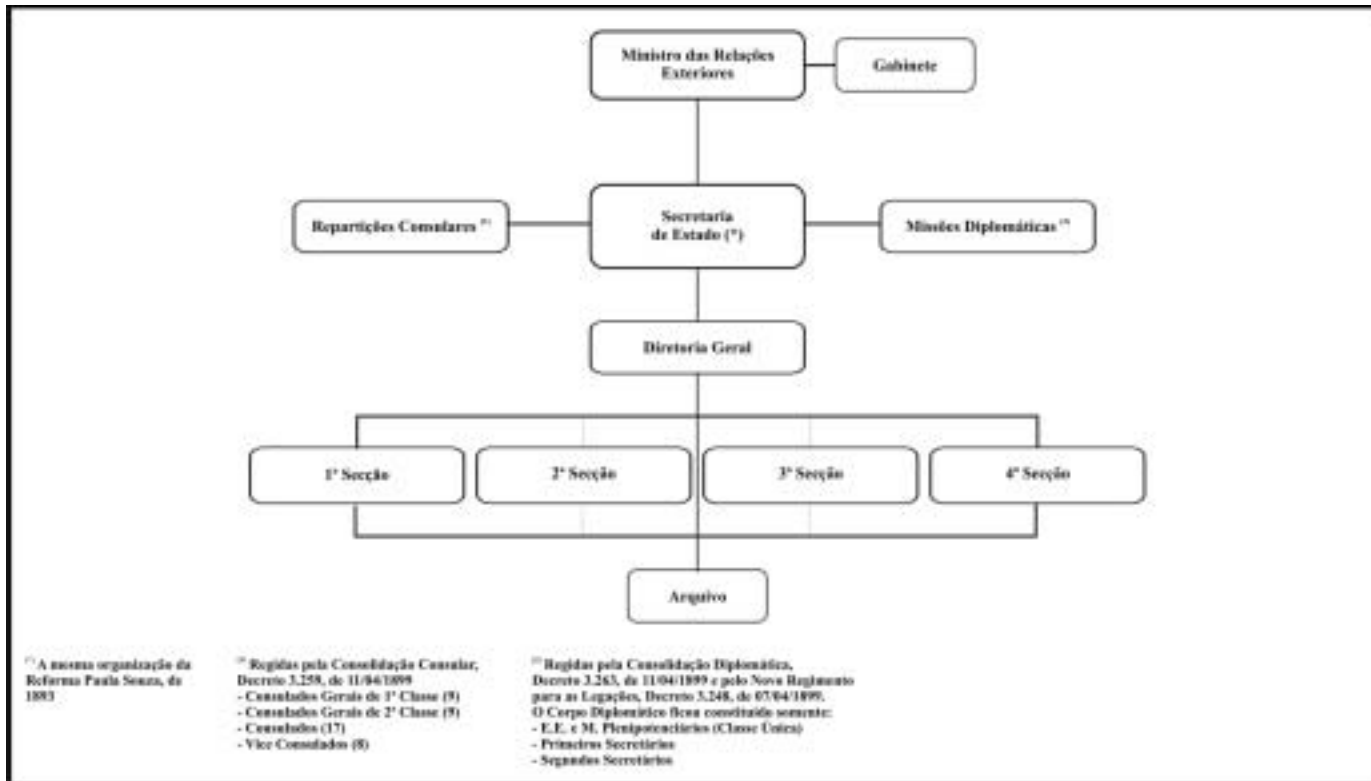 Ministro das Relações
Exteriores
Gabinete
Repartições Consulares
Secretaria
de Estado (*)
Missões Diplomáticas
Diretoria Geral
1ª Secção
2ª Secção
3ª Secção
4ª Secção
Arquivo
(*) A mesma organização da
Reforma Paula Souza, de
1893
Regidas pela Consolidação Consular,
Decreto 3.259, de 11/04/1899
- Consulados Gerais de 1ª Classe (9)
- Consulados Gerais de 2ª Classe (9)
- Consulados (17)
- Vice Consulados (8)
Regidas pela Consolidação Diplomática,
Decreto 3.263, de 11/04/1899 e pelo Novo Regimento
para as Legações, Decreto 3.248, de 07/04/1899.
O Corpo Diplomático ficou constituído somente:
- E.E. e M. Plenipotenciários (Classe Única)
- Primeiros Secretários
- Segundos Secretários